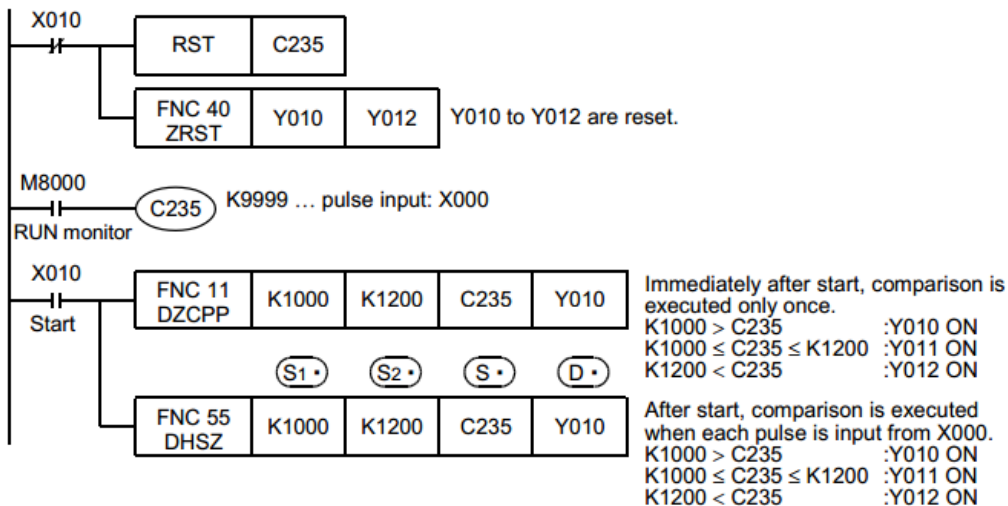 X010
RST C235
FNC 40
ZRST Y010 Y012 Y010 to Y012 are reset.
M8000
C235 K9999 … pulse input: X000
RUN monitor
X010
Start
FNC 11
DZCPP K1000 K1200 C235 Y010
Immediately after start, comparison is
executed only once.
K1000 > C235 :Y010 ON
K1000 ≤ C235 ≤ K1200 :Y011 ON
K1200 < C235 :Y012 ON
S1 • S2 • S • D •
FNC 55
DHSZ K1000 K1200 C235 Y010
After start, comparison is executed
when each pulse is input from X000.
K1000 > C235 :Y010 ON
K1000 ≤ C235 ≤ K1200 :Y011 ON
K1200 < C235 :Y012 ON